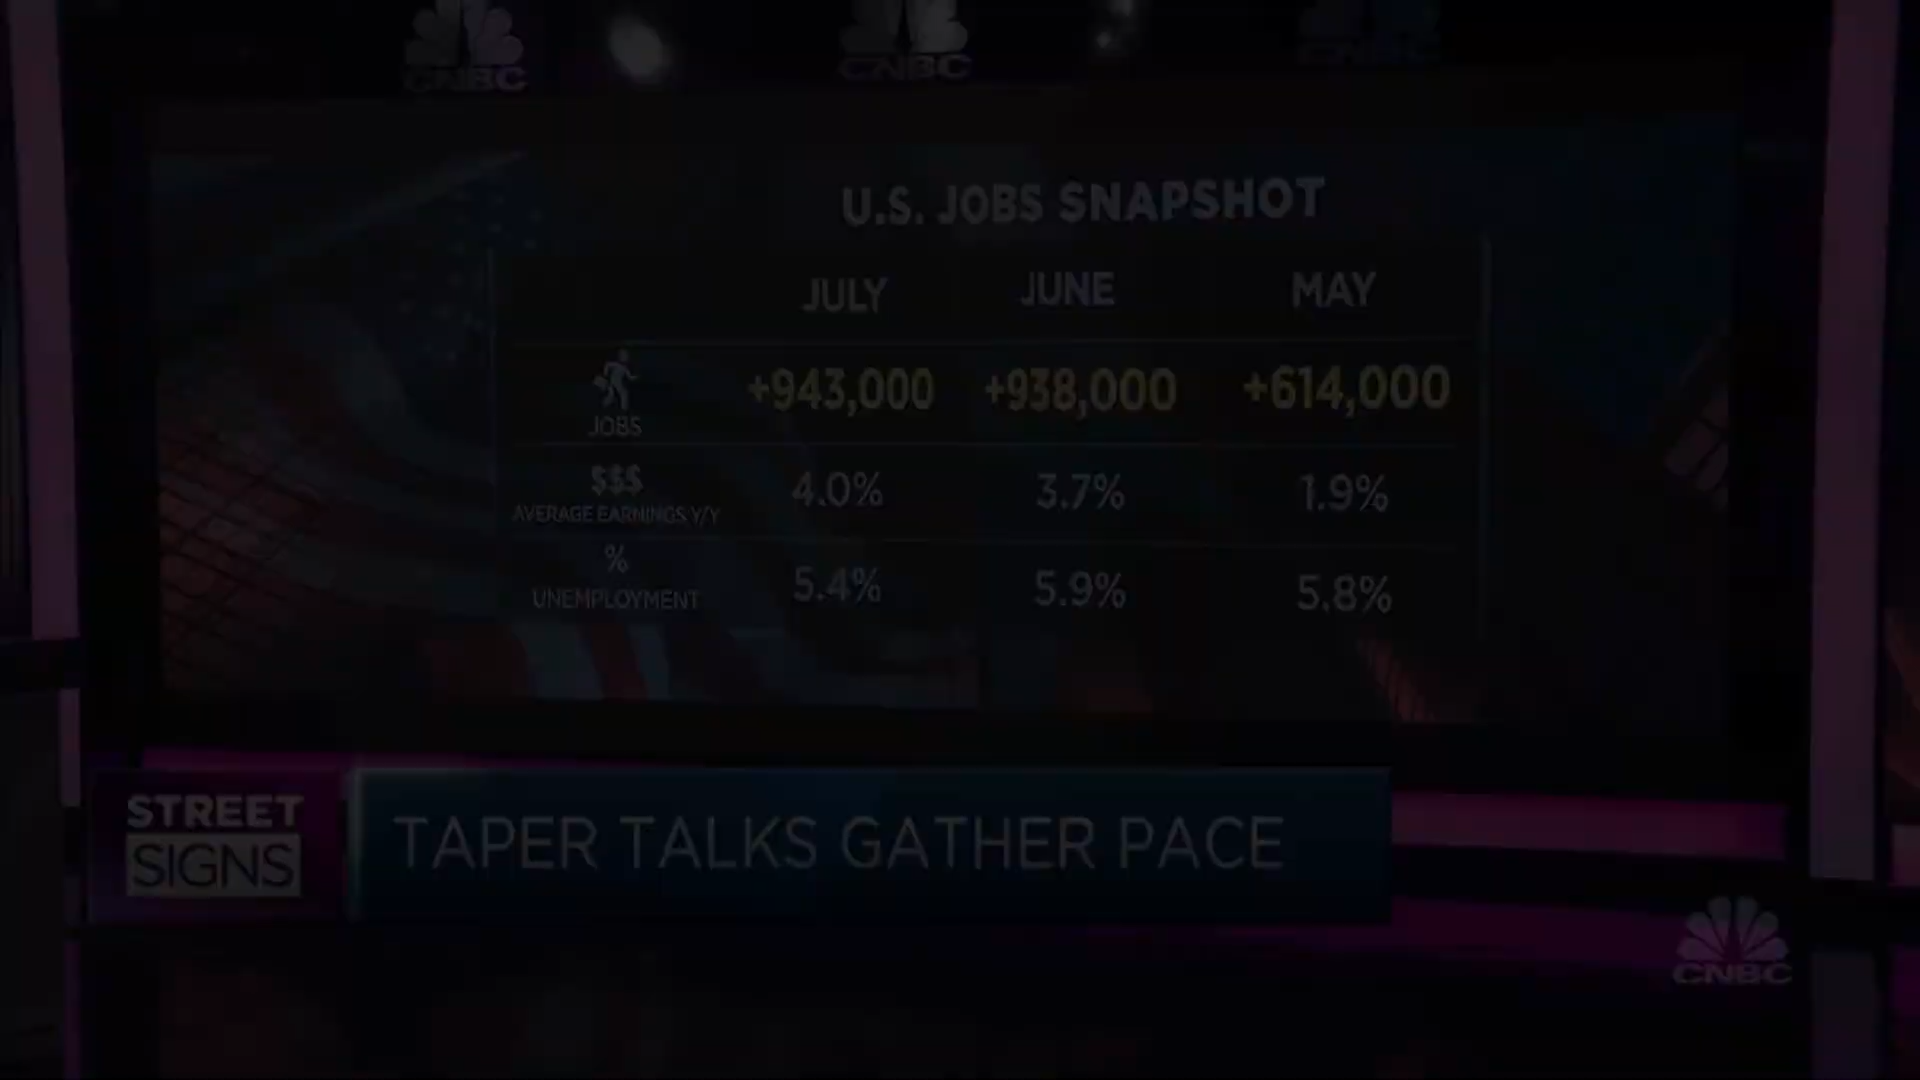 CNBC CNBC CNBC
U.S. JOBS SNAPSHOT
JULY JUNE MAY
+943,000 +938,000 +614,000
JOBS
$$$ 4.0% 3.7% 1.9%
AVERAGE EARNINGS Y/Y
%
UNEMPLOYMENT 5.4% 5.9% 5.8%
STREET
SIGNS
TAPER TALKS GATHER PACE
CNBC